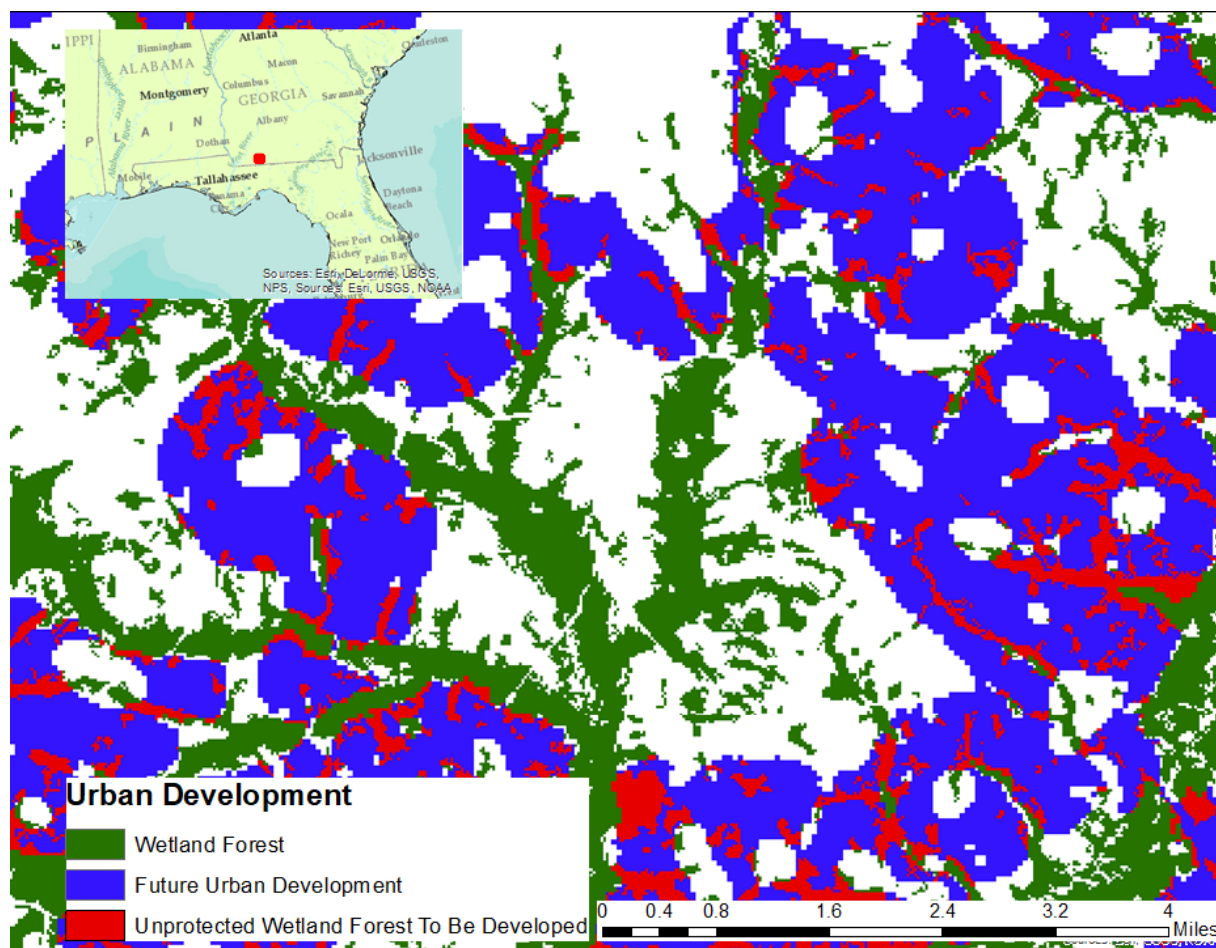 IPPI
Birmingham
Atlanta
Charleston
ALABAMA
Macon
Columbus
Montgomery
GEORGIA
Savannah
PLAIN
Albany
Dothan
Jacksonville
Mobile
Tallahassee
Panama
City
Daytona
Beach
Ocala
New Port
Richey
Orlando
Palm Bay
Sources: Esri, DeLorme, USGS,
NPS, Sources: Esri, USGS, NOAA
Urban Development
Wetland Forest
Future Urban Development
Unprotected Wetland Forest To Be Developed
0 0.4 0.8 1.6 2.4 3.2 4
Miles